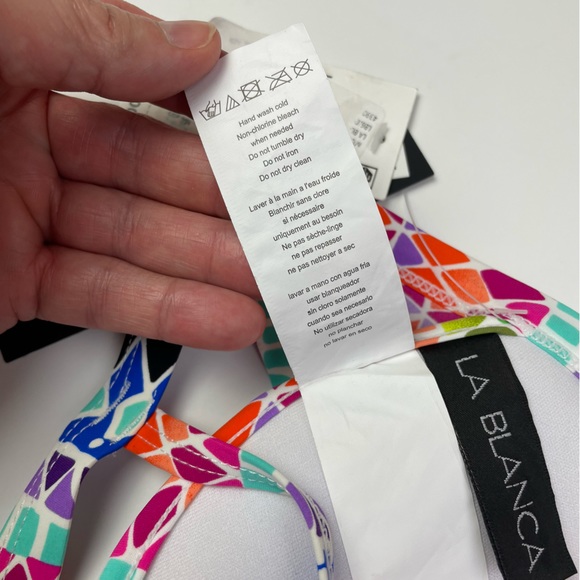 Hand wash cold
Non-chlorine bleach
when needed
Do not tumble dry
Do not iron
Do not dry clean
Laver à la main a l'eau froide
Blanchir sans clore
si nécessaire
uniquement au besoin
Ne pas sèche-linge
ne pas repasser
ne pas nettoyer a sec
lavar a mano con agua fria
usar blanqueador
sin cloro solamente
cuando sea necesario
No utilizar secadora
no planchar
no lavar en seco
LA BLANCA